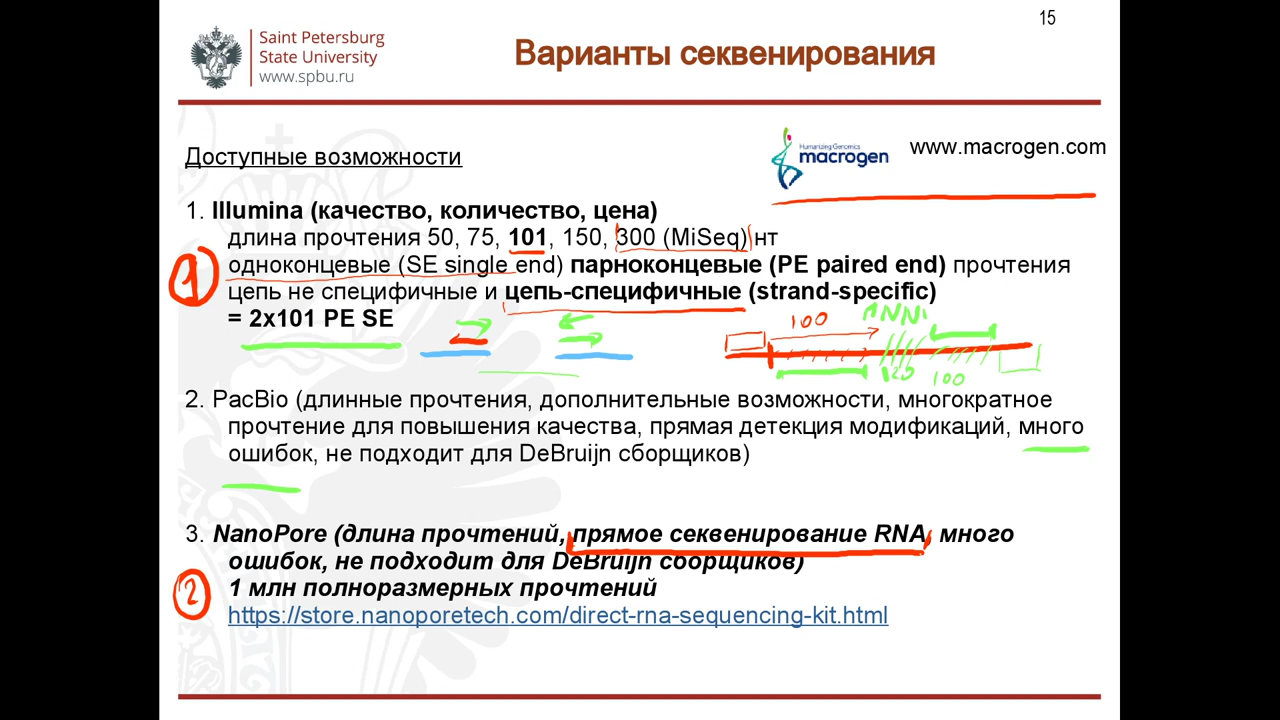 15
Saint Petersburg
State University
www.spbu.ru
Варианты секвенирования
Доступные возможности
Humanizing Genomics
macrogen
www.macrogen.com
1. Illumina (качество, количество, цена)
длина прочтения 50, 75, 101, 150, 300 (MiSeq) нт
1
одноконцевые (SE single end) парноконцевые (PE paired end) прочтения
цепь не специфичные и цепь-специфичные (strand-specific)
= 2x101 PE SE
100
NNN
120
100
2. PacBio (длинные прочтения, дополнительные возможности, многократное
прочтение для повышения качества, прямая детекция модификаций, много
ошибок, не подходит для DeBruijn сборщиков)
3. NanoPore (длина прочтений, прямое секвенирование RNA, много
ошибок, не подходит для DeBruijn сборщиков)
2
1 млн полноразмерных прочтений
https://store.nanoporetech.com/direct-rna-sequencing-kit.html